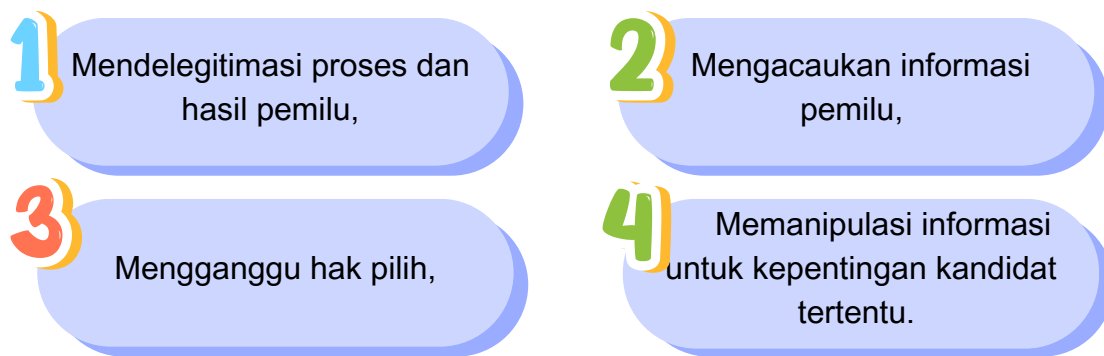 1
Mendelegitimasi proses dan
hasil pemilu,
2
Mengacaukan informasi
pemilu,
3
Mengganggu hak pilih,
4
Memanipulasi informasi
untuk kepentingan kandidat
tertentu.